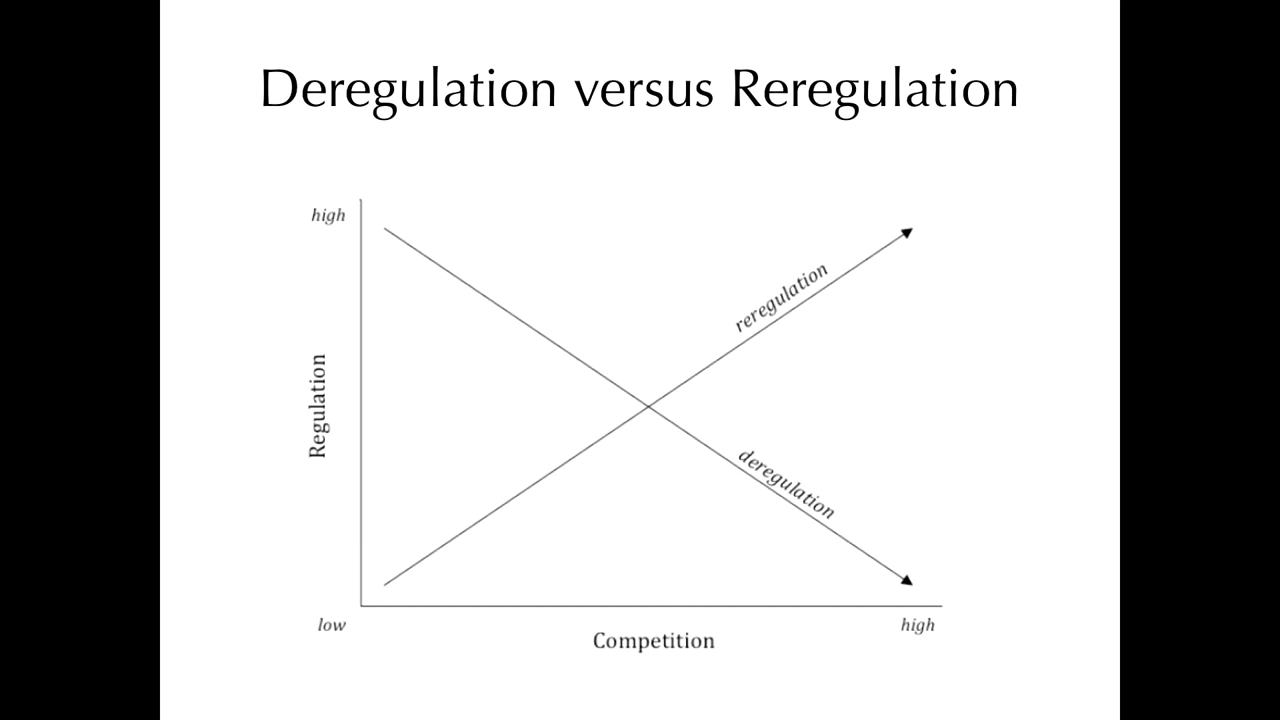 Deregulation versus Reregulation
high
reregulation
Regulation
deregulation
low
high
Competition